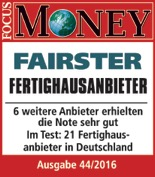 FOCUS MONEY
FAIRSTER
FERTIGHAUSANBIETER
6 weitere Anbieter erhielten
die Note sehr gut
Im Test: 21 Fertighaus-
anbieter in Deutschland
Ausgabe 44/2016